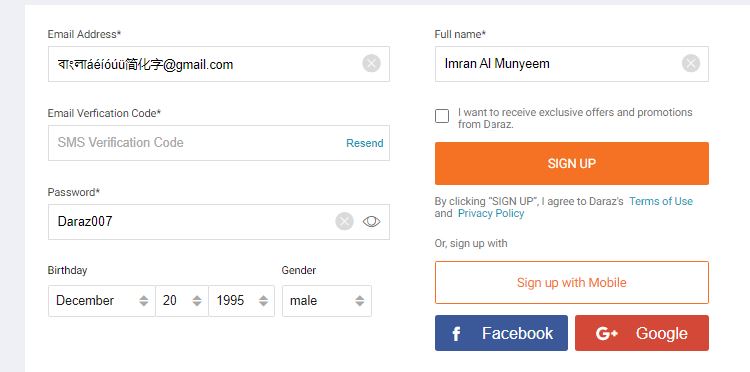 Email Address*
বাংলাáéíóúü简化字@gmail.com
Email Verfication Code*
SMS Verification Code
Resend
Password*
Daraz007
Birthday
Gender
December
20
1995
male
Full name*
Imran Al Munyeem
I want to receive exclusive offers and promotions
from Daraz.
SIGN UP
By clicking “SIGN UP”, I agree to Daraz's Terms of Use
and Privacy Policy
Or, sign up with
Sign up with Mobile
f Facebook
G+ Google